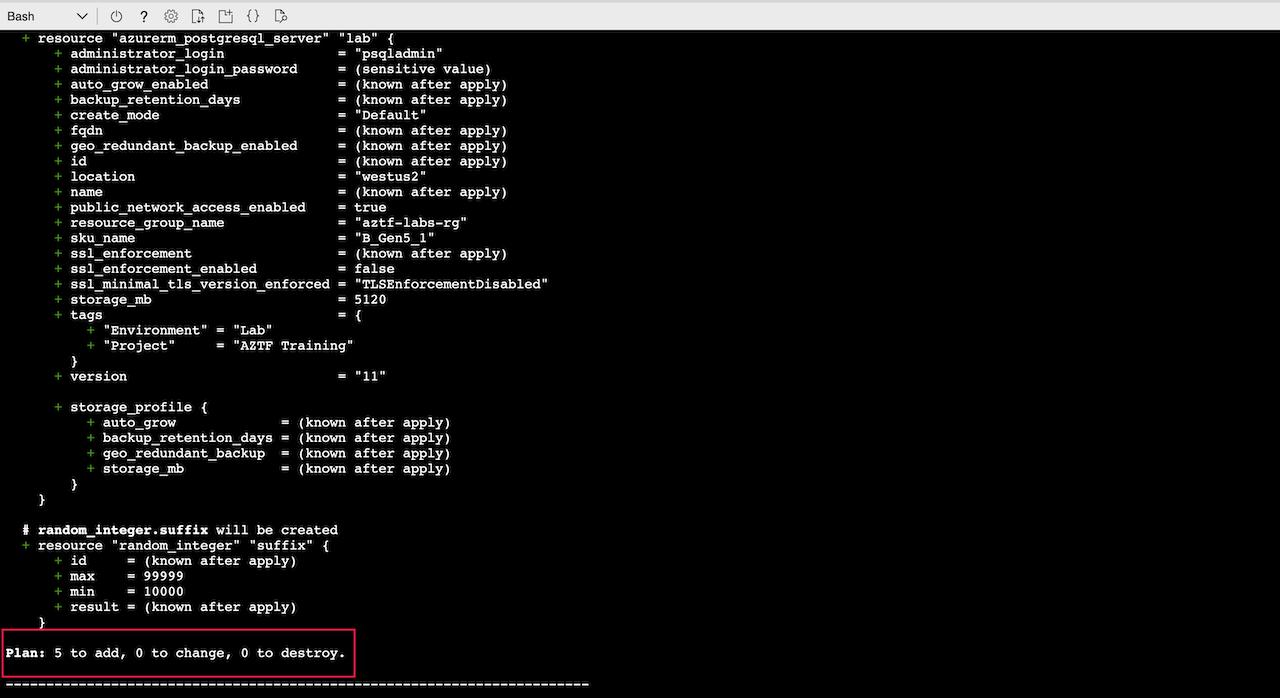 Bash
+ resource "azurerm_postgresql_server" "lab" {
+ administrator_login = "psqladmin"
+ administrator_login_password = (sensitive value)
+ auto_grow_enabled = (known after apply)
+ backup_retention_days = (known after apply)
+ create_mode = "Default"
+ fqdn = (known after apply)
+ geo_redundant_backup_enabled = (known after apply)
+ id = (known after apply)
+ location = "westus2"
+ name = (known after apply)
+ public_network_access_enabled = true
+ resource_group_name = "aztf-labs-rg"
+ sku_name = "B_Gen5_1"
+ ssl_enforcement = (known after apply)
+ ssl_enforcement_enabled = false
+ ssl_minimal_tls_version_enforced = "TLSEnforcementDisabled"
+ storage_mb = 5120
+ tags = {
+ "Environment" = "Lab"
+ "Project" = "AZTF Training"
}
+ version = "11"
+ storage_profile {
+ auto_grow = (known after apply)
+ backup_retention_days = (known after apply)
+ geo_redundant_backup = (known after apply)
+ storage_mb = (known after apply)
}
}
# random_integer.suffix will be created
+ resource "random_integer" "suffix" {
+ id = (known after apply)
+ max = 99999
+ min = 10000
+ result = (known after apply)
}
Plan: 5 to add, 0 to change, 0 to destroy.
------------------------------------------------------------------------